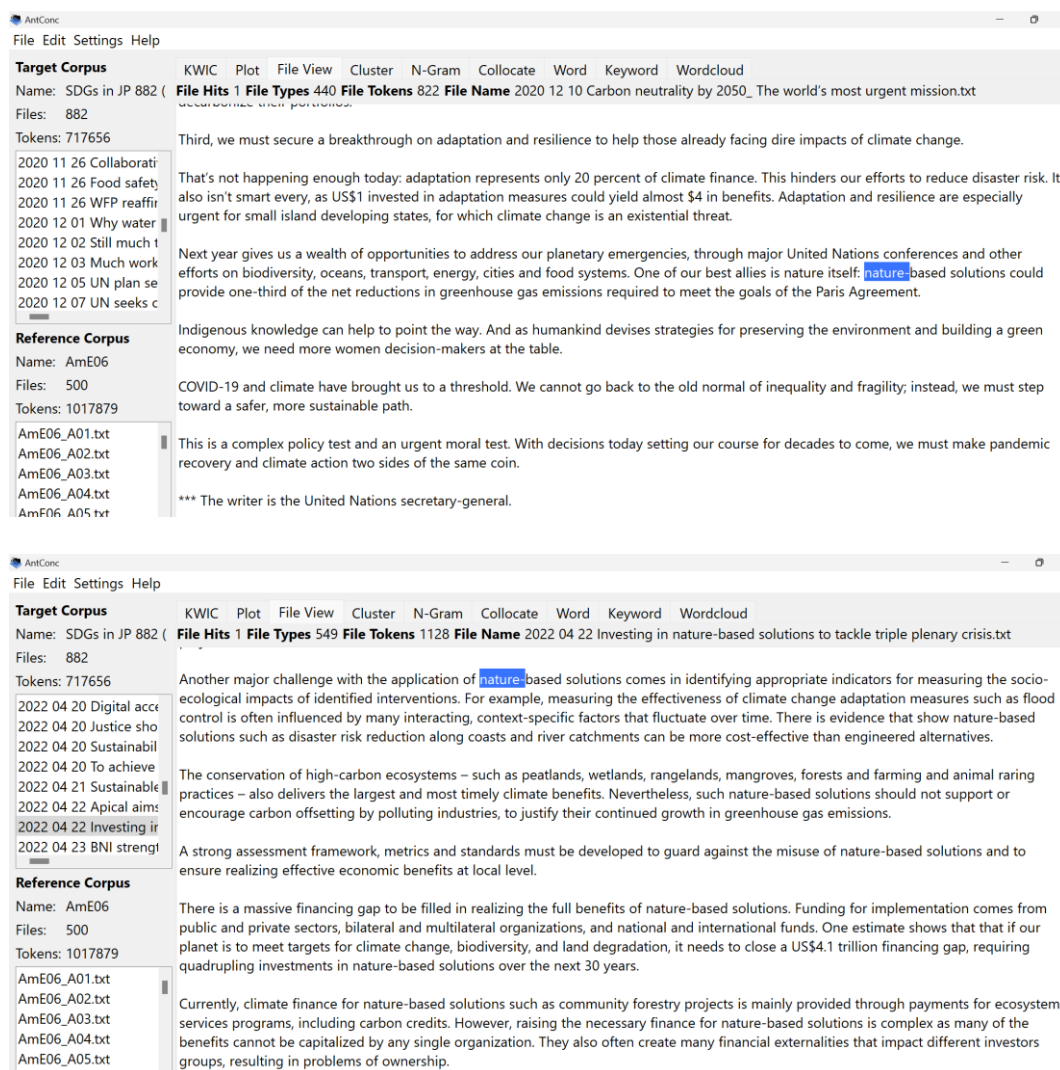 AntConc
File Edit Settings Help
Target Corpus
Name: SDGs in JP 882 (
Files: 882
Tokens: 717656
2020 11 26 Collaborati
2020 11 26 Food safety
2020 11 26 WFP reaffir
2020 12 01 Why water
2020 12 02 Still much t
2020 12 03 Much work
2020 12 05 UN plan se
2020 12 07 UN seeks c
Reference Corpus
Name: AmE06
Files: 500
Tokens: 1017879
AmE06_A01.txt
AmE06_A02.txt
AmE06_A03.txt
AmE06_A04.txt
AmE06_A05.txt
KWIC Plot File View Cluster N-Gram Collocate Word Keyword Wordcloud
File Hits 1 File Types 440 File Tokens 822 File Name 2020 12 10 Carbon neutrality by 2050_ The world's most urgent mission.txt
decarbonize their portfolios.
Third, we must secure a breakthrough on adaptation and resilience to help those already facing dire impacts of climate change.
That's not happening enough today: adaptation represents only 20 percent of climate finance. This hinders our efforts to reduce disaster risk. It
also isn't smart every, as US$1 invested in adaptation measures could yield almost $4 in benefits. Adaptation and resilience are especially
urgent for small island developing states, for which climate change is an existential threat.
Next year gives us a wealth of opportunities to address our planetary emergencies, through major United Nations conferences and other
efforts on biodiversity, oceans, transport, energy, cities and food systems. One of our best allies is nature itself: nature-based solutions could
provide one-third of the net reductions in greenhouse gas emissions required to meet the goals of the Paris Agreement.
Indigenous knowledge can help to point the way. And as humankind devises strategies for preserving the environment and building a green
economy, we need more women decision-makers at the table.
COVID-19 and climate have brought us to a threshold. We cannot go back to the old normal of inequality and fragility; instead, we must step
toward a safer, more sustainable path.
This is a complex policy test and an urgent moral test. With decisions today setting our course for decades to come, we must make pandemic
recovery and climate action two sides of the same coin.
*** The writer is the United Nations secretary-general.
AntConc
File Edit Settings Help
Target Corpus
Name: SDGs in JP 882 (
Files: 882
Tokens: 717656
2022 04 20 Digital acce
2022 04 20 Justice sho
2022 04 20 Sustainabil
2022 04 20 To achieve
2022 04 21 Sustainable
2022 04 22 Apical aims
2022 04 22 Investing ir
2022 04 23 BNI strengt
Reference Corpus
Name: AmE06
Files: 500
Tokens: 1017879
AmE06_A01.txt
AmE06_A02.txt
AmE06_A03.txt
AmE06_A04.txt
AmE06_A05.txt
KWIC Plot File View Cluster N-Gram Collocate Word Keyword Wordcloud
File Hits 1 File Types 549 File Tokens 1128 File Name 2022 04 22 Investing in nature-based solutions to tackle triple plenary crisis.txt
Another major challenge with the application of nature-based solutions comes in identifying appropriate indicators for measuring the socio-
ecological impacts of identified interventions. For example, measuring the effectiveness of climate change adaptation measures such as flood
control is often influenced by many interacting, context-specific factors that fluctuate over time. There is evidence that show nature-based
solutions such as disaster risk reduction along coasts and river catchments can be more cost-effective than engineered alternatives.
The conservation of high-carbon ecosystems – such as peatlands, wetlands, rangelands, mangroves, forests and farming and animal raring
practices – also delivers the largest and most timely climate benefits. Nevertheless, such nature-based solutions should not support or
encourage carbon offsetting by polluting industries, to justify their continued growth in greenhouse gas emissions.
A strong assessment framework, metrics and standards must be developed to guard against the misuse of nature-based solutions and to
ensure realizing effective economic benefits at local level.
There is a massive financing gap to be filled in realizing the full benefits of nature-based solutions. Funding for implementation comes from
public and private sectors, bilateral and multilateral organizations, and national and international funds. One estimate shows that that if our
planet is to meet targets for climate change, biodiversity, and land degradation, it needs to close a US$4.1 trillion financing gap, requiring
quadrupling investments in nature-based solutions over the next 30 years.
Currently, climate finance for nature-based solutions such as community forestry projects is mainly provided through payments for ecosystem
services programs, including carbon credits. However, raising the necessary finance for nature-based solutions is complex as many of the
benefits cannot be capitalized by any single organization. They also often create many financial externalities that impact different investors
groups, resulting in problems of ownership.